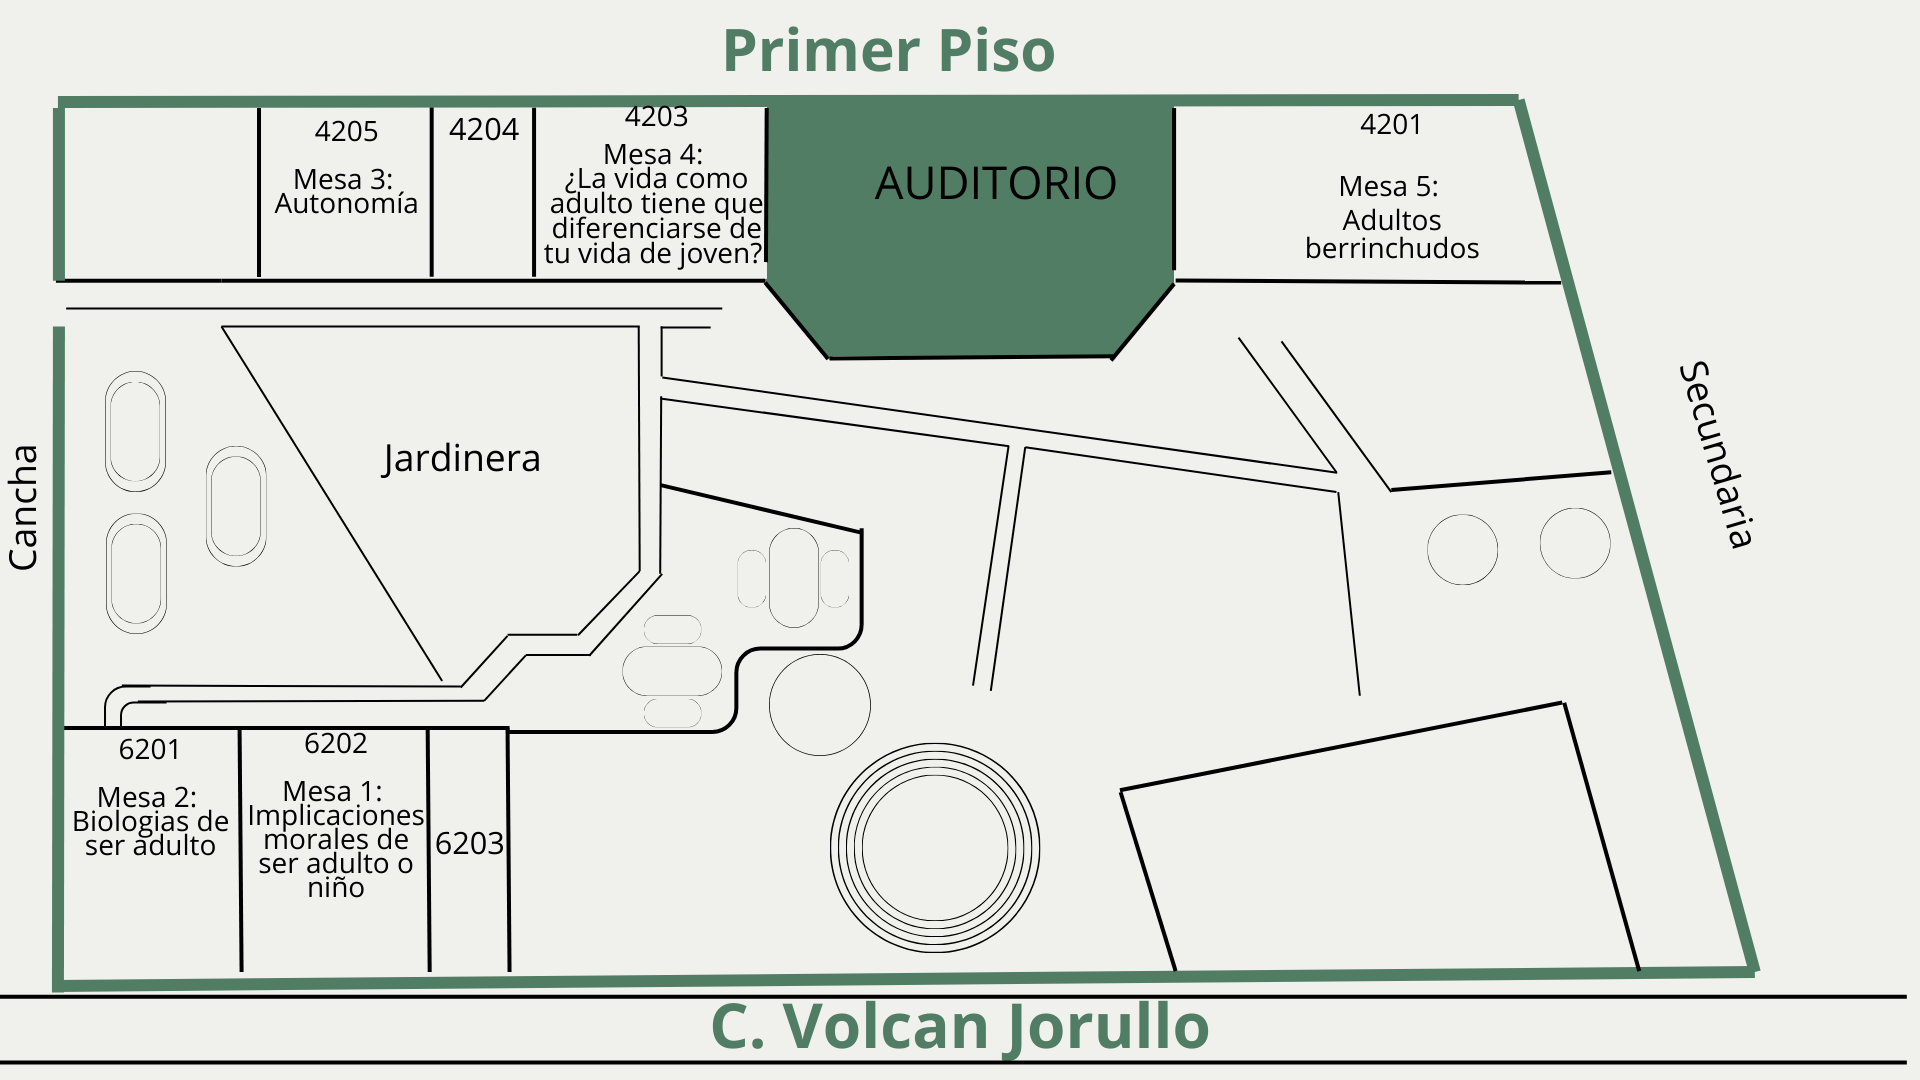 Primer Piso
4205
Mesa 3:
Autonomía
4204
4203
Mesa 4:
¿La vida como
adulto tiene que
diferenciarse de
tu vida de joven?
AUDITORIO
4201
Mesa 5:
Adultos
berrinchudos
Jardinera
Cancha
Secundaria
6201
Mesa 2:
Biologias de
ser adulto
6202
Mesa 1:
Implicaciones
morales de
ser adulto o
niño
6203
C. Volcan Jorullo